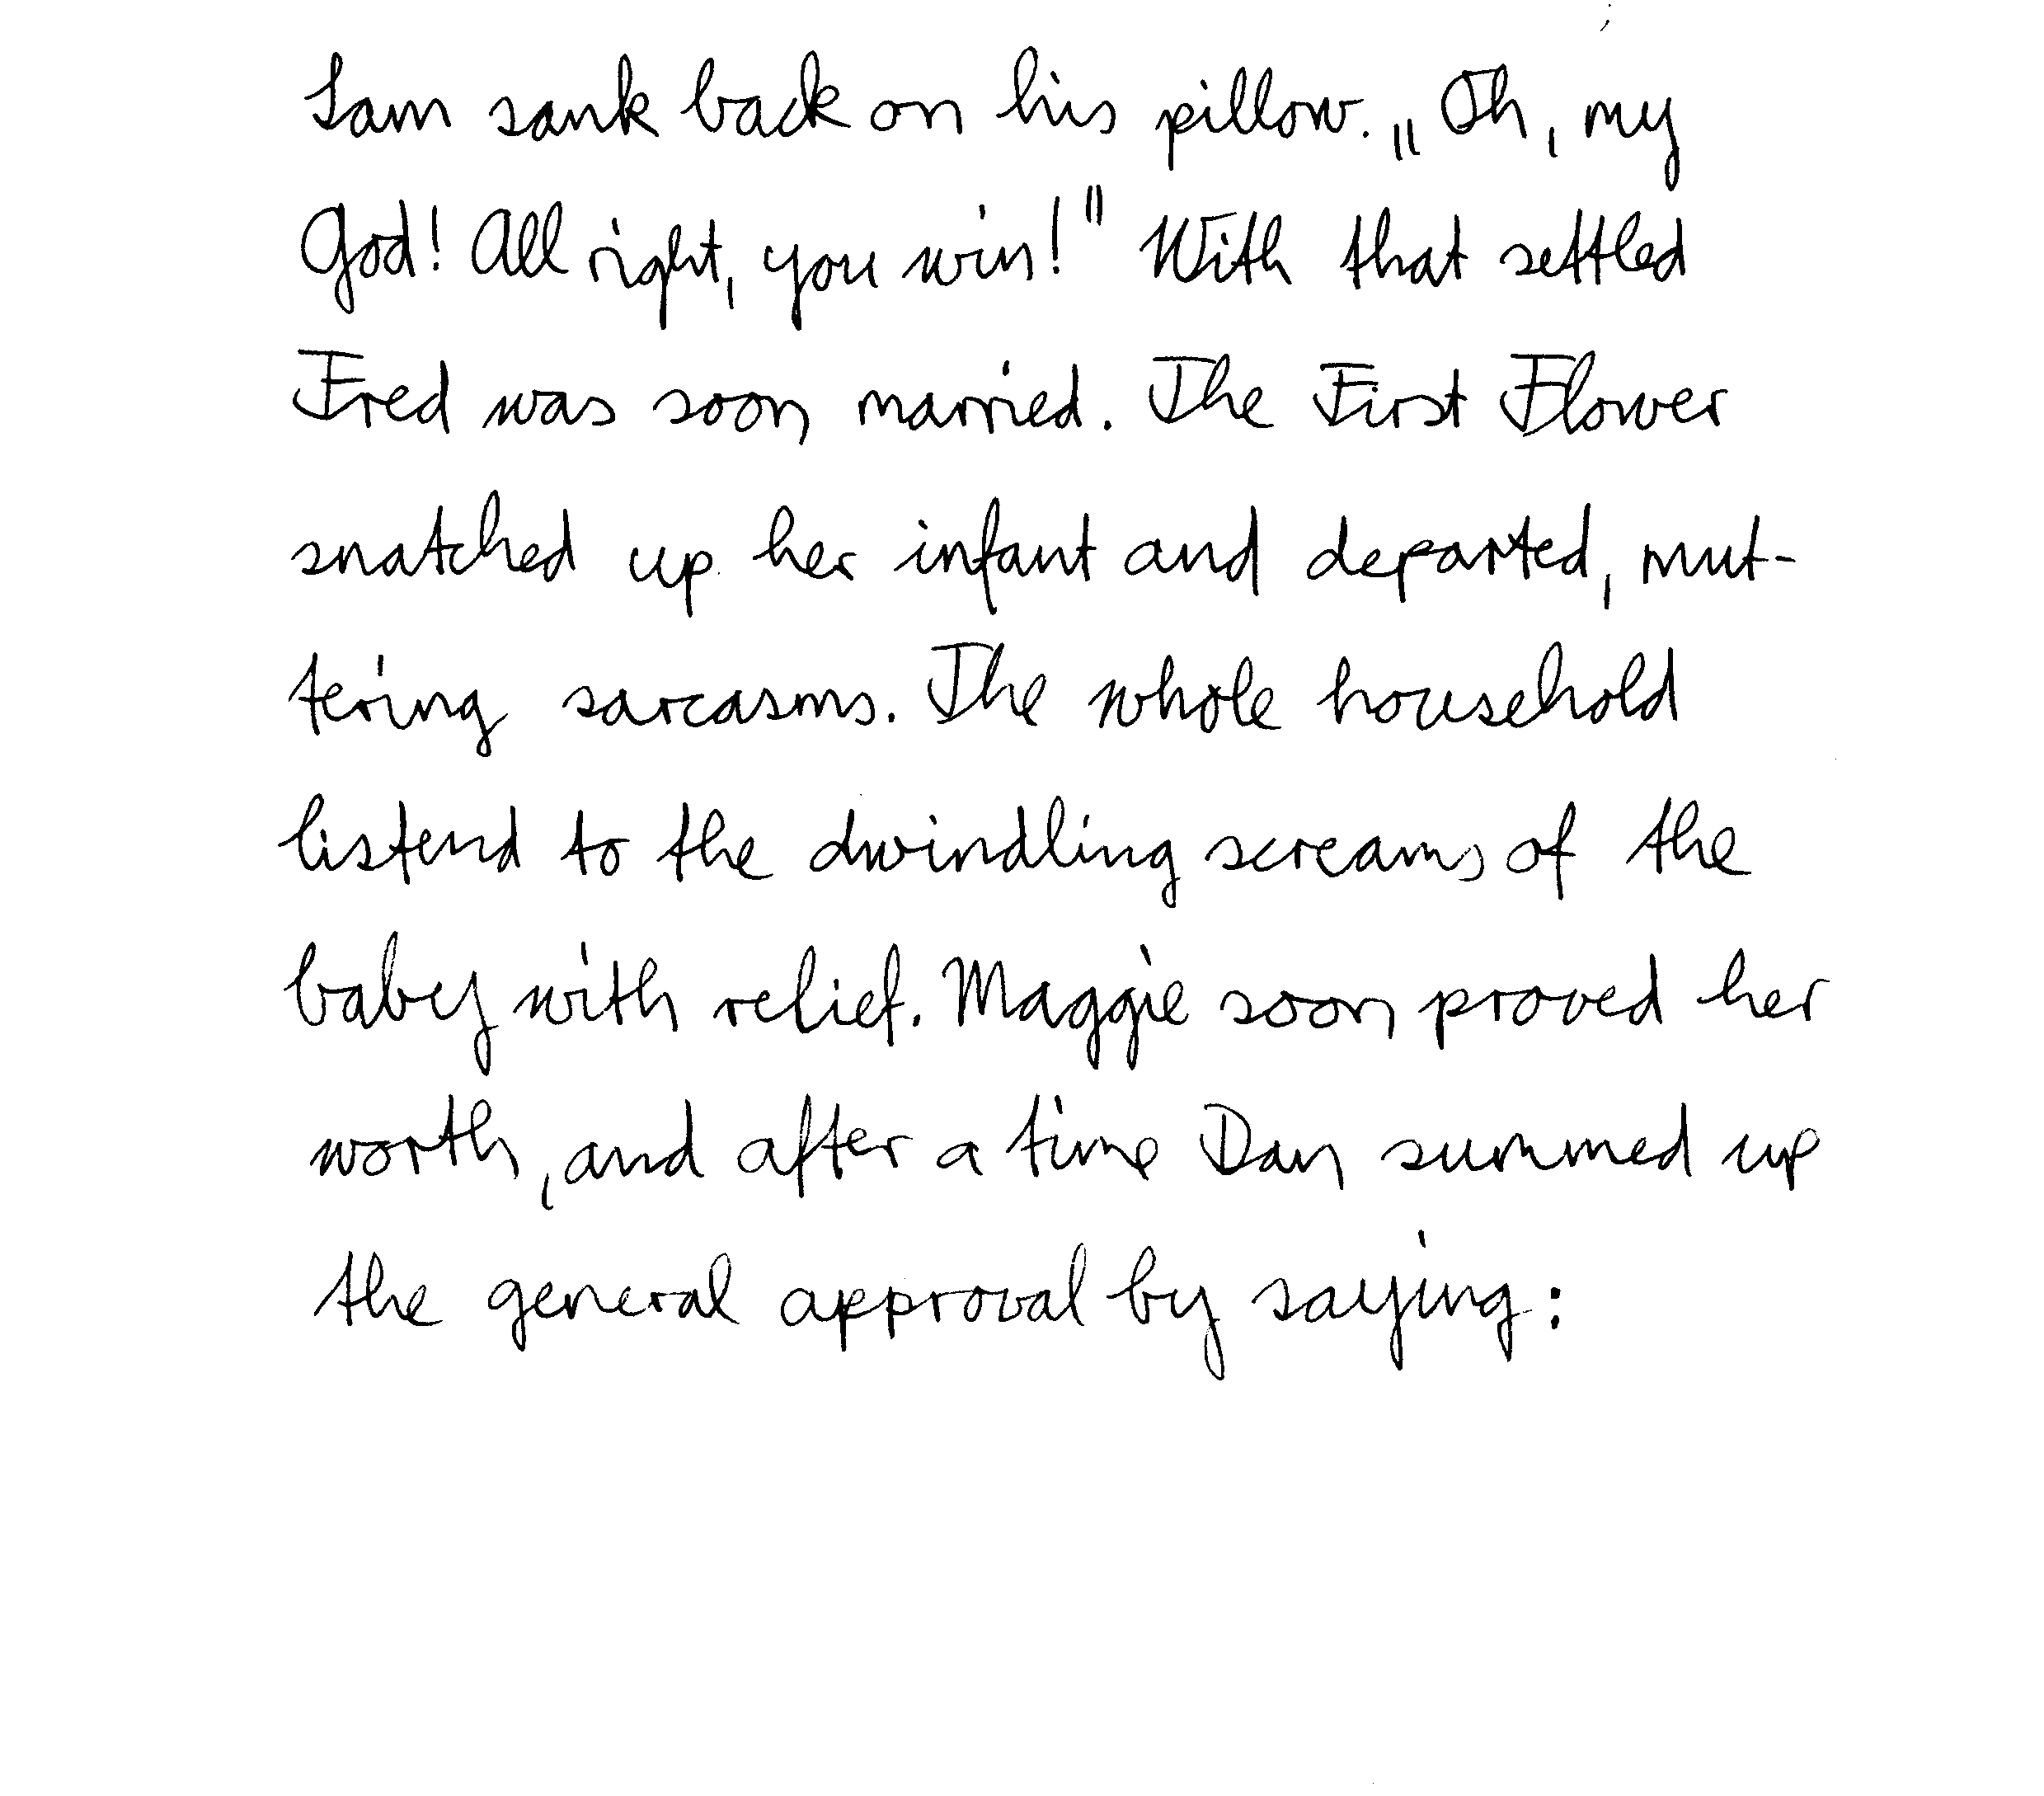 Sam sank back on his pillow. „Oh, my
God! All right, you win!" With that settled
Fred was soon married. The First Flower
snatched up her infant and departed, mut-
tering sarcasms. The whole household
listend to the dwindling screams of the
baby with relief. Maggie soon proved her
worth, and after a time Dan summed up
the general approval by saying: